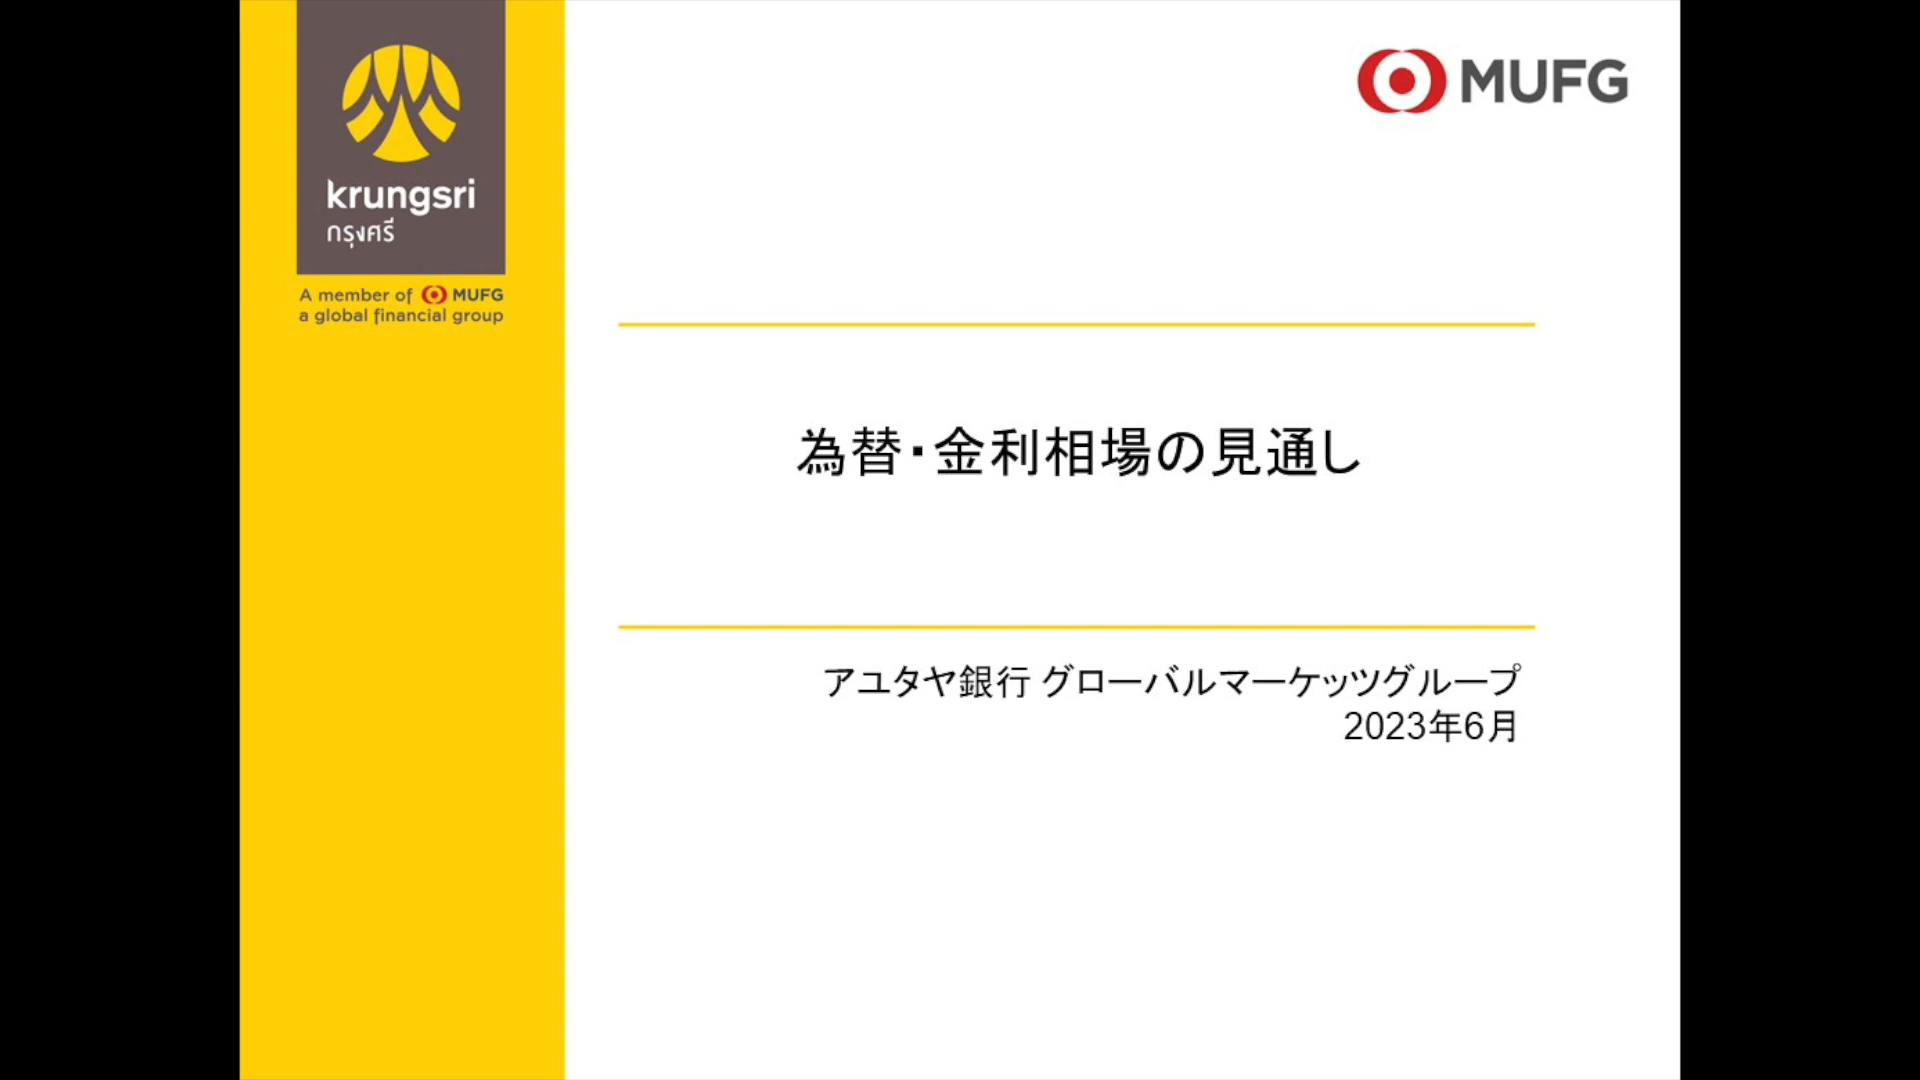 krungsri
กรุงศรี
A member of MUFG
a global financial group
MUFG
為替・金利相場の見通し
アユタヤ銀行 グローバルマーケッツグループ
2023年6月